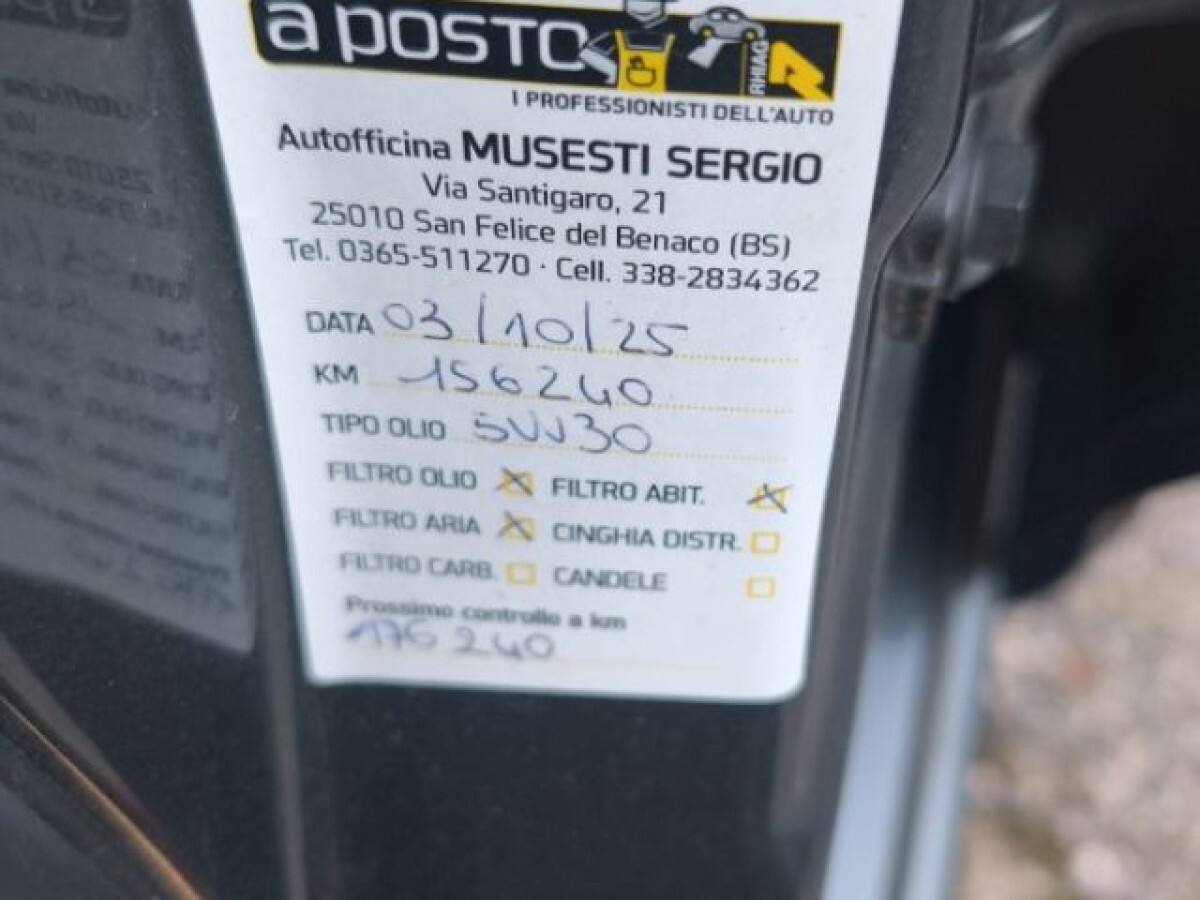 a posto
RHIAG
I PROFESSIONISTI DELL'AUTO
Autofficina MUSESTI SERGIO
Via Santigaro, 21
25010 San Felice del Benaco (BS)
Tel. 0365-511270 · Cell. 338-2834362
DATA 03/10/25
KM 156240
TIPO OLIO 5W30
FILTRO OLIO FILTRO ABIT.
FILTRO ARIA CINGHIA DISTR.
FILTRO CARB. CANDELE
Prossimo controllo a km
176240